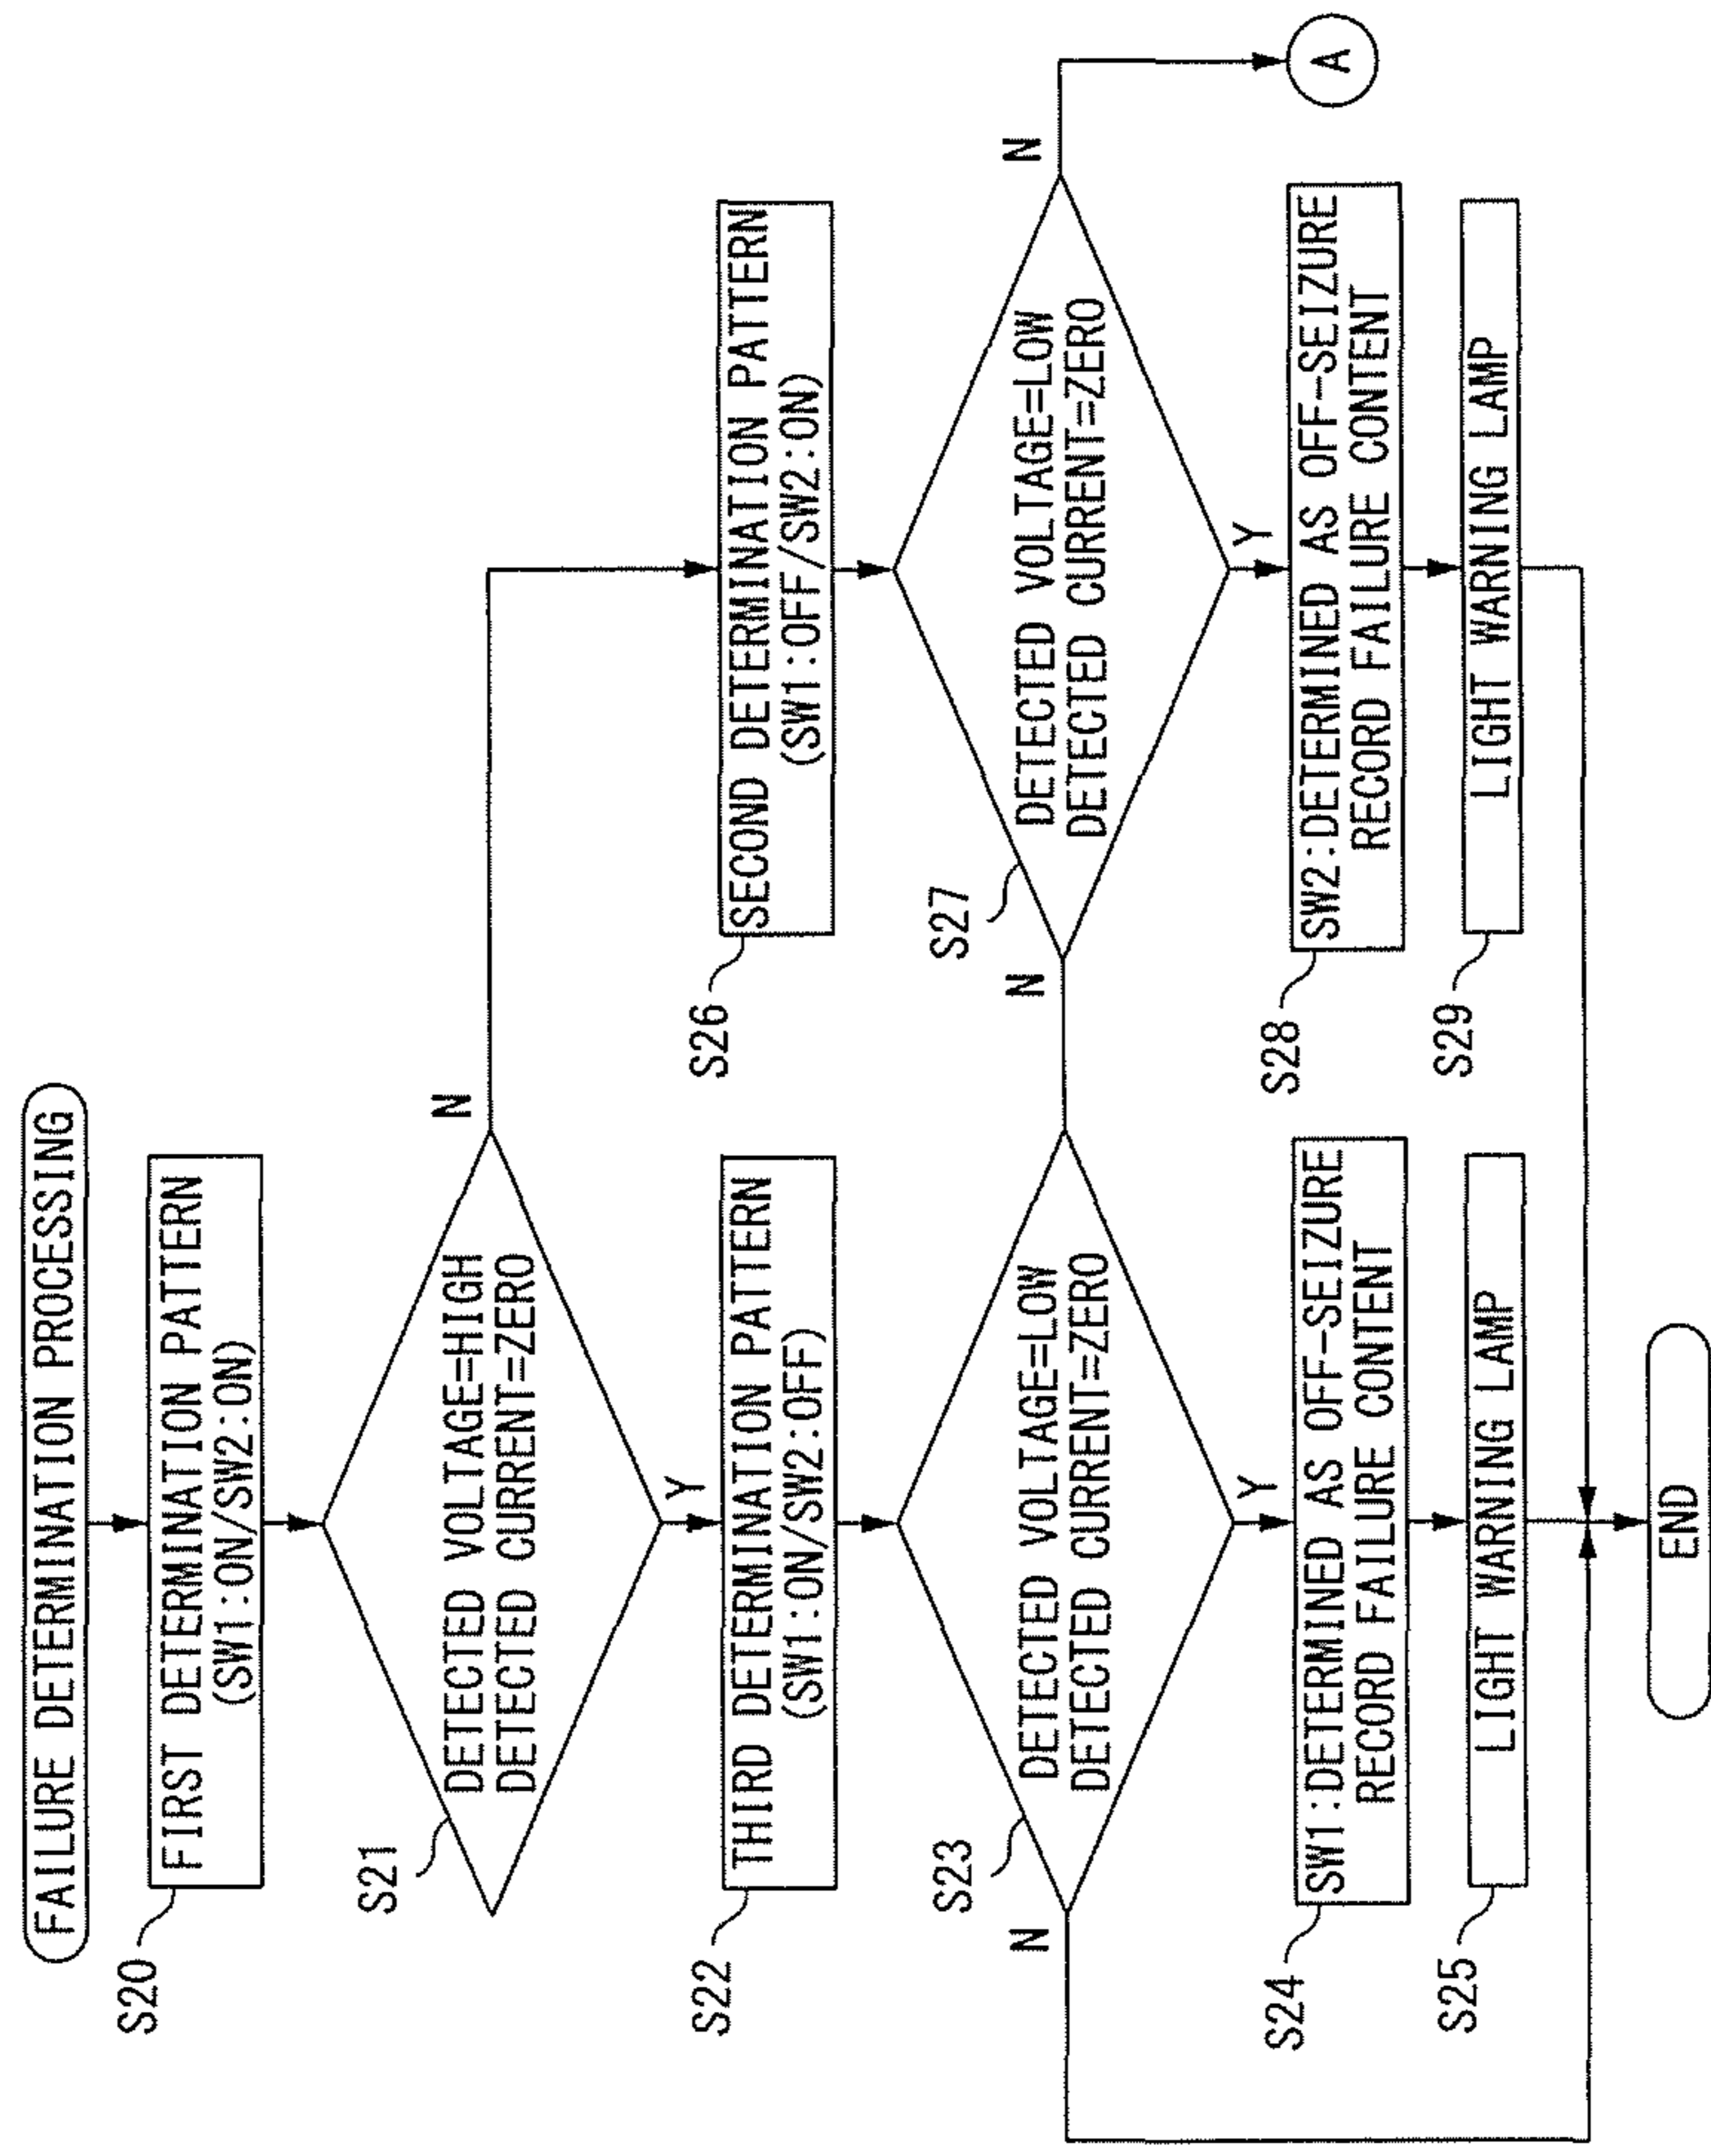 FAILURE DETERMINATION PROCESSING
S20
FIRST DETERMINATION PATTERN
(SW1:ON/SW2:ON)
S21
DETECTED VOLTAGE=HIGH
DETECTED CURRENT=ZERO
N
Y
S22
THIRD DETERMINATION PATTERN
(SW1:ON/SW2:OFF)
S26
SECOND DETERMINATION PATTERN
(SW1:OFF/SW2:ON)
S23
N
DETECTED VOLTAGE=LOW
DETECTED CURRENT=ZERO
N
Y
S27
DETECTED VOLTAGE=LOW
DETECTED CURRENT=ZERO
N
Y
A
S24
SW1:DETERMINED AS OFF-SEIZURE
RECORD FAILURE CONTENT
S28
SW2:DETERMINED AS OFF-SEIZURE
RECORD FAILURE CONTENT
S25
LIGHT WARNING LAMP
S29
LIGHT WARNING LAMP
END